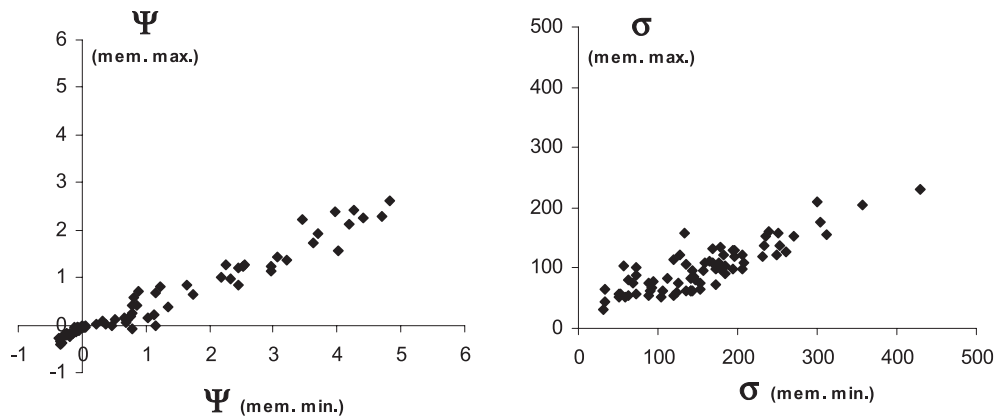 Ψ
(mem. max.)
6
5
4
3
2
1
0
-1
-1 0 1 2 3 4 5 6
Ψ (mem. min.)
σ
(mem. max.)
500
400
300
200
100
0
0 100 200 300 400 500
σ (mem. min.)